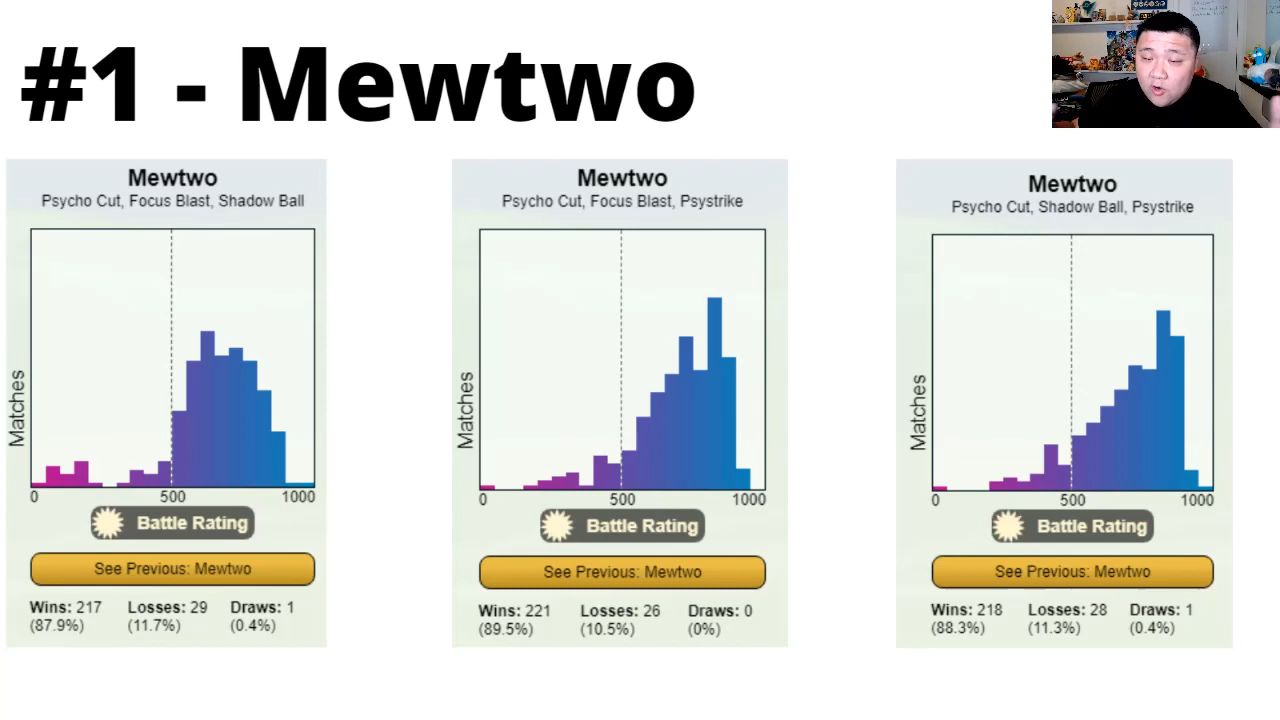 #1 - Mewtwo
Mewtwo
Psycho Cut, Focus Blast, Shadow Ball
Matches
0 500 1000
Battle Rating
See Previous: Mewtwo
Wins: 217 Losses: 29 Draws: 1
(87.9%) (11.7%) (0.4%)
Mewtwo
Psycho Cut, Focus Blast, Psystrike
Matches
0 500 1000
Battle Rating
See Previous: Mewtwo
Wins: 221 Losses: 26 Draws: 0
(89.5%) (10.5%) (0%)
Mewtwo
Psycho Cut, Shadow Ball, Psystrike
Matches
0 500 1000
Battle Rating
See Previous: Mewtwo
Wins: 218 Losses: 28 Draws: 1
(88.3%) (11.3%) (0.4%)